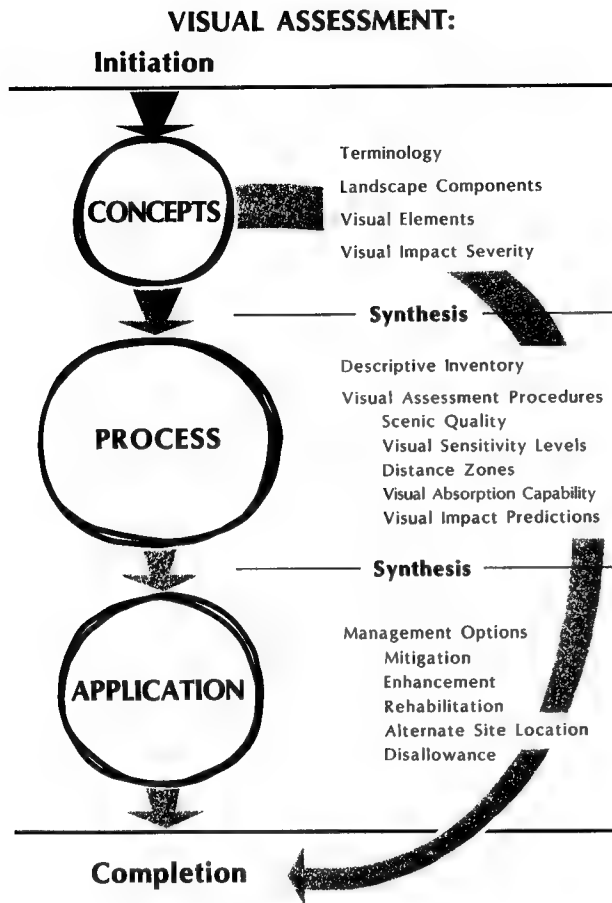 VISUAL ASSESSMENT:
Initiation
CONCEPTS
Terminology
Landscape Components
Visual Elements
Visual Impact Severity
Synthesis
PROCESS
Descriptive Inventory
Visual Assessment Procedures
Scenic Quality
Visual Sensitivity Levels
Distance Zones
Visual Absorption Capability
Visual Impact Predictions
Synthesis
APPLICATION
Management Options
Mitigation
Enhancement
Rehabilitation
Alternate Site Location
Disallowance
Completion